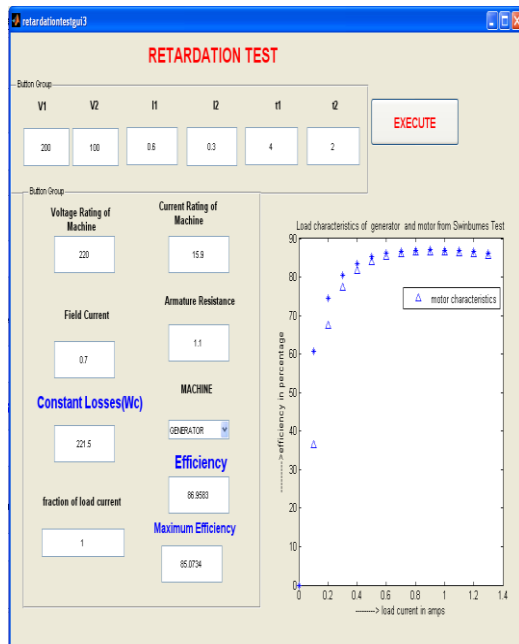 retardationtestgui3
RETARDATION TEST
Button Group
V1 V2 I1 I2 t1 t2
200 100 0.6 0.3 4 2
EXECUTE
Button Group
Voltage Rating of
Machine
220
Current Rating of
Machine
15.9
Field Current
0.7
Armature Resistance
1.1
Constant Losses(Wc)
221.5
MACHINE
GENERATOR
Efficiency
86.9583
fraction of load current
1
Maximum Efficiency
85.0734
Load characteristics of generator and motor from Swinburnes Test
90
80
70
60
50
40
30
20
10
0
--------->efficiency in percentage
motor characteristics
0 0.2 0.4 0.6 0.8 1 1.2 1.4
--------> load current in amps